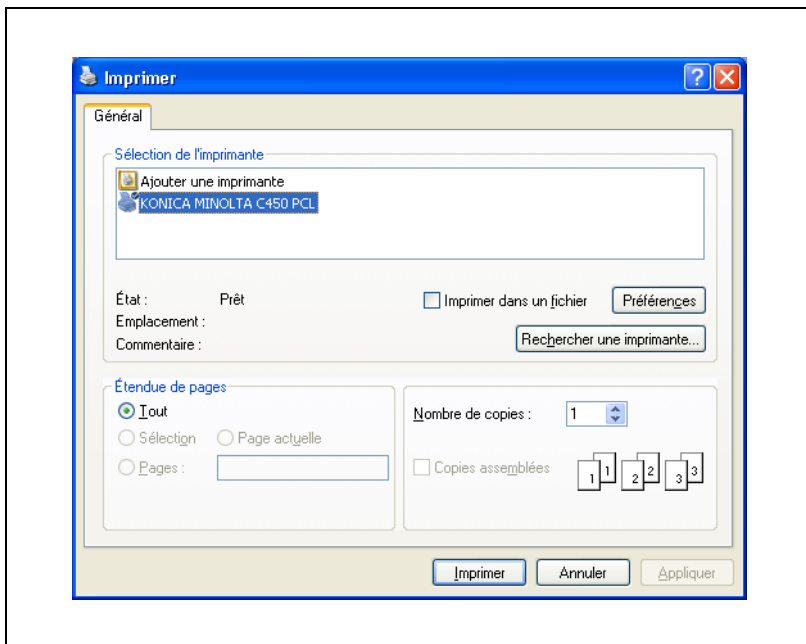 Imprimer
Général
Sélection de l'imprimante
Ajouter une imprimante
KONICA MINOLTA C450 PCL
État : Prêt
Imprimer dans un fichier
Préférences
Emplacement :
Commentaire :
Rechercher une imprimante...
Étendue de pages
Tout
Sélection Page actuelle
Pages :
Nombre de copies : 1
Copies assemblées
1 1 2 2 3 3
Imprimer Annuler Appliquer